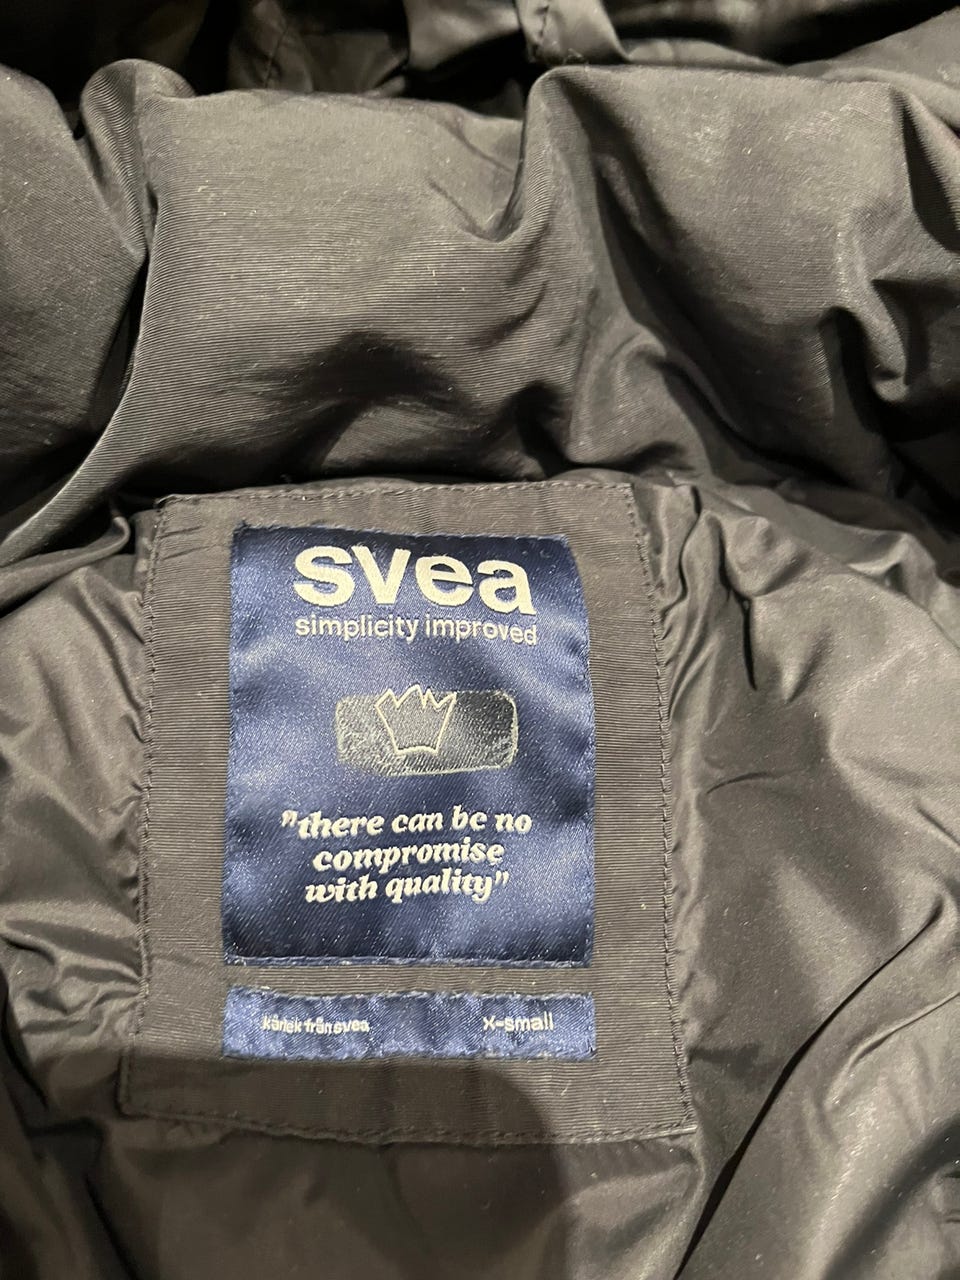 svea
simplicity improved
"there can be no
compromise
with quality"
kärlek från svea
x-small